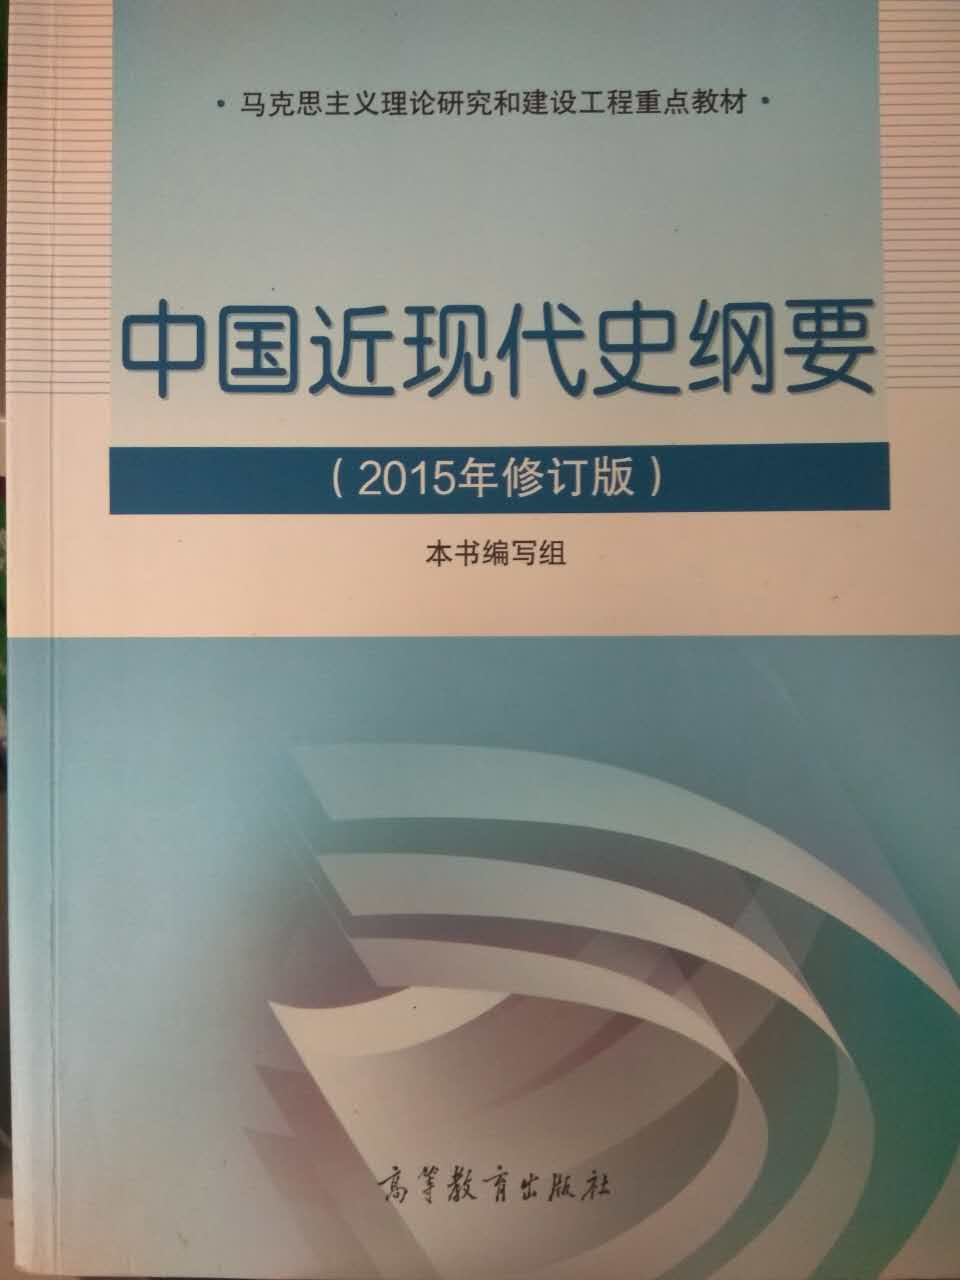 ·马克思主义理论研究和建设工程重点教材·
中国近现代史纲要
（2015年修订版）
本书编写组
高等教育出版社